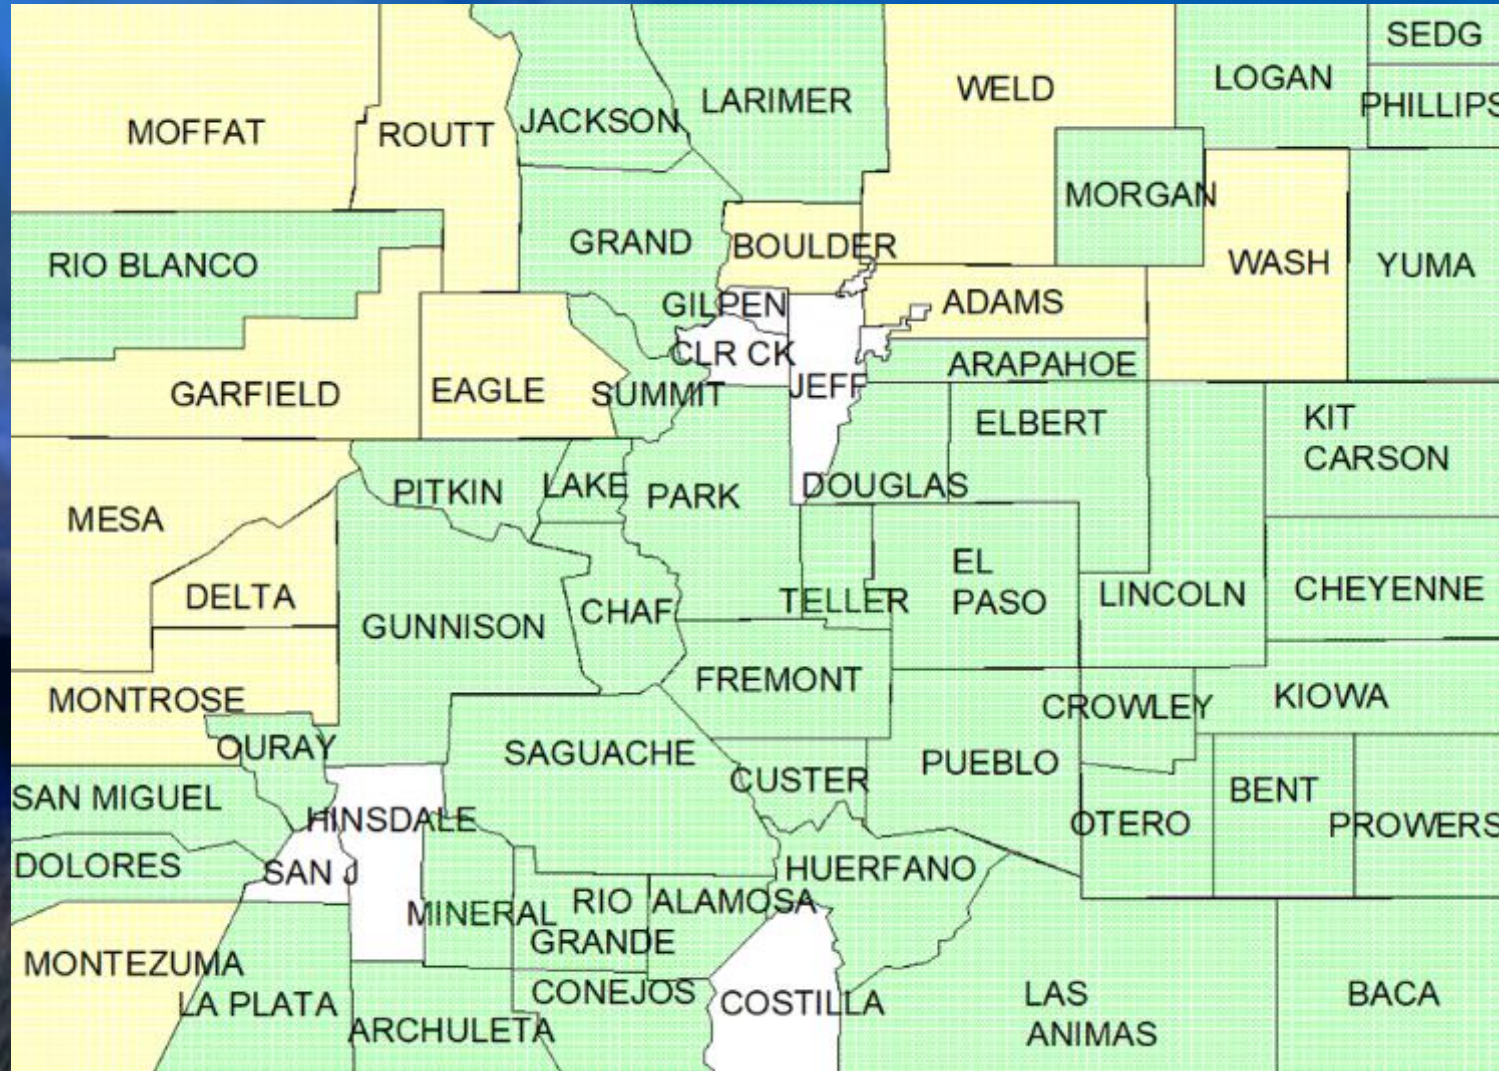 SEDG
LOGAN
WELD
LARIMER
PHILLIPS
JACKSON
MOFFAT
ROUTT
MORGAN
GRAND
BOULDER
WASH
YUMA
RIO BLANCO
GILPEN
ADAMS
CLR CK
ARAPAHOE
JEFF
GARFIELD
EAGLE
SUMMIT
ELBERT
KIT
CARSON
PITKIN
LAKE
PARK
DOUGLAS
MESA
EL
PASO
DELTA
TELLER
LINCOLN
CHEYENNE
GUNNISON
CHAF
FREMONT
MONTROSE
CROWLEY
KIOWA
OURAY
SAGUACHE
CUSTER
PUEBLO
BENT
SAN MIGUEL
HINSDALE
OTERO
PROWERS
DOLORES
SAN J
HUERFANO
MINERAL
RIO
GRANDE
ALAMOSA
MONTEZUMA
LA PLATA
CONEJOS
COSTILLA
LAS
ANIMAS
BACA
ARCHULETA